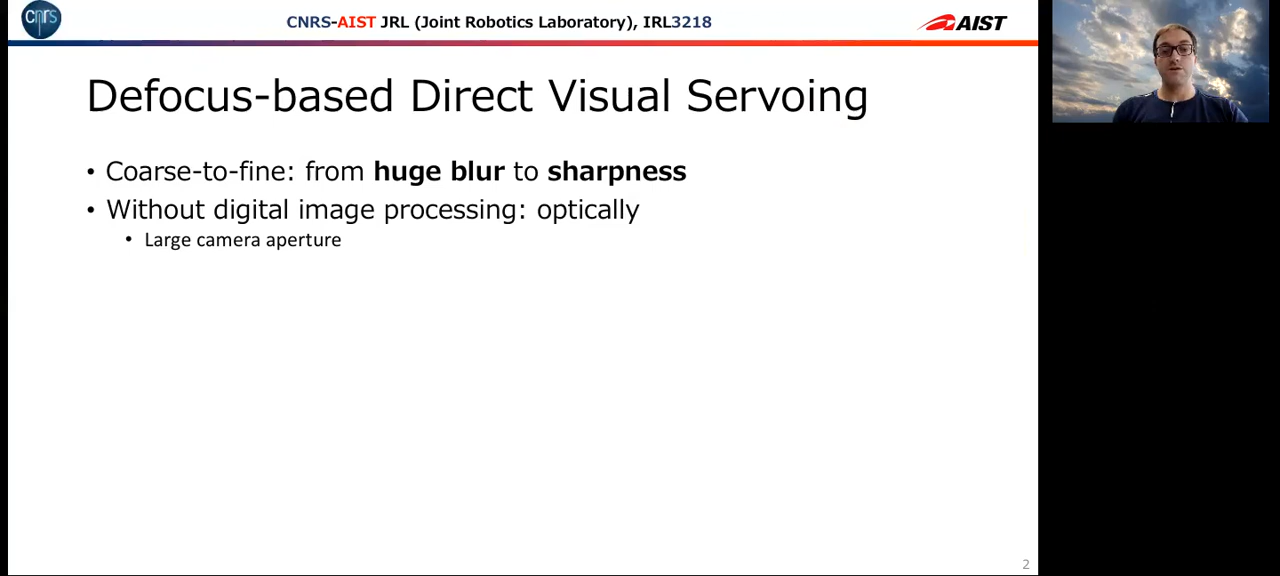 cnrs
CNRS-AIST JRL (Joint Robotics Laboratory), IRL3218
AIST
Defocus-based Direct Visual Servoing
• Coarse-to-fine: from huge blur to sharpness
• Without digital image processing: optically
• Large camera aperture
2